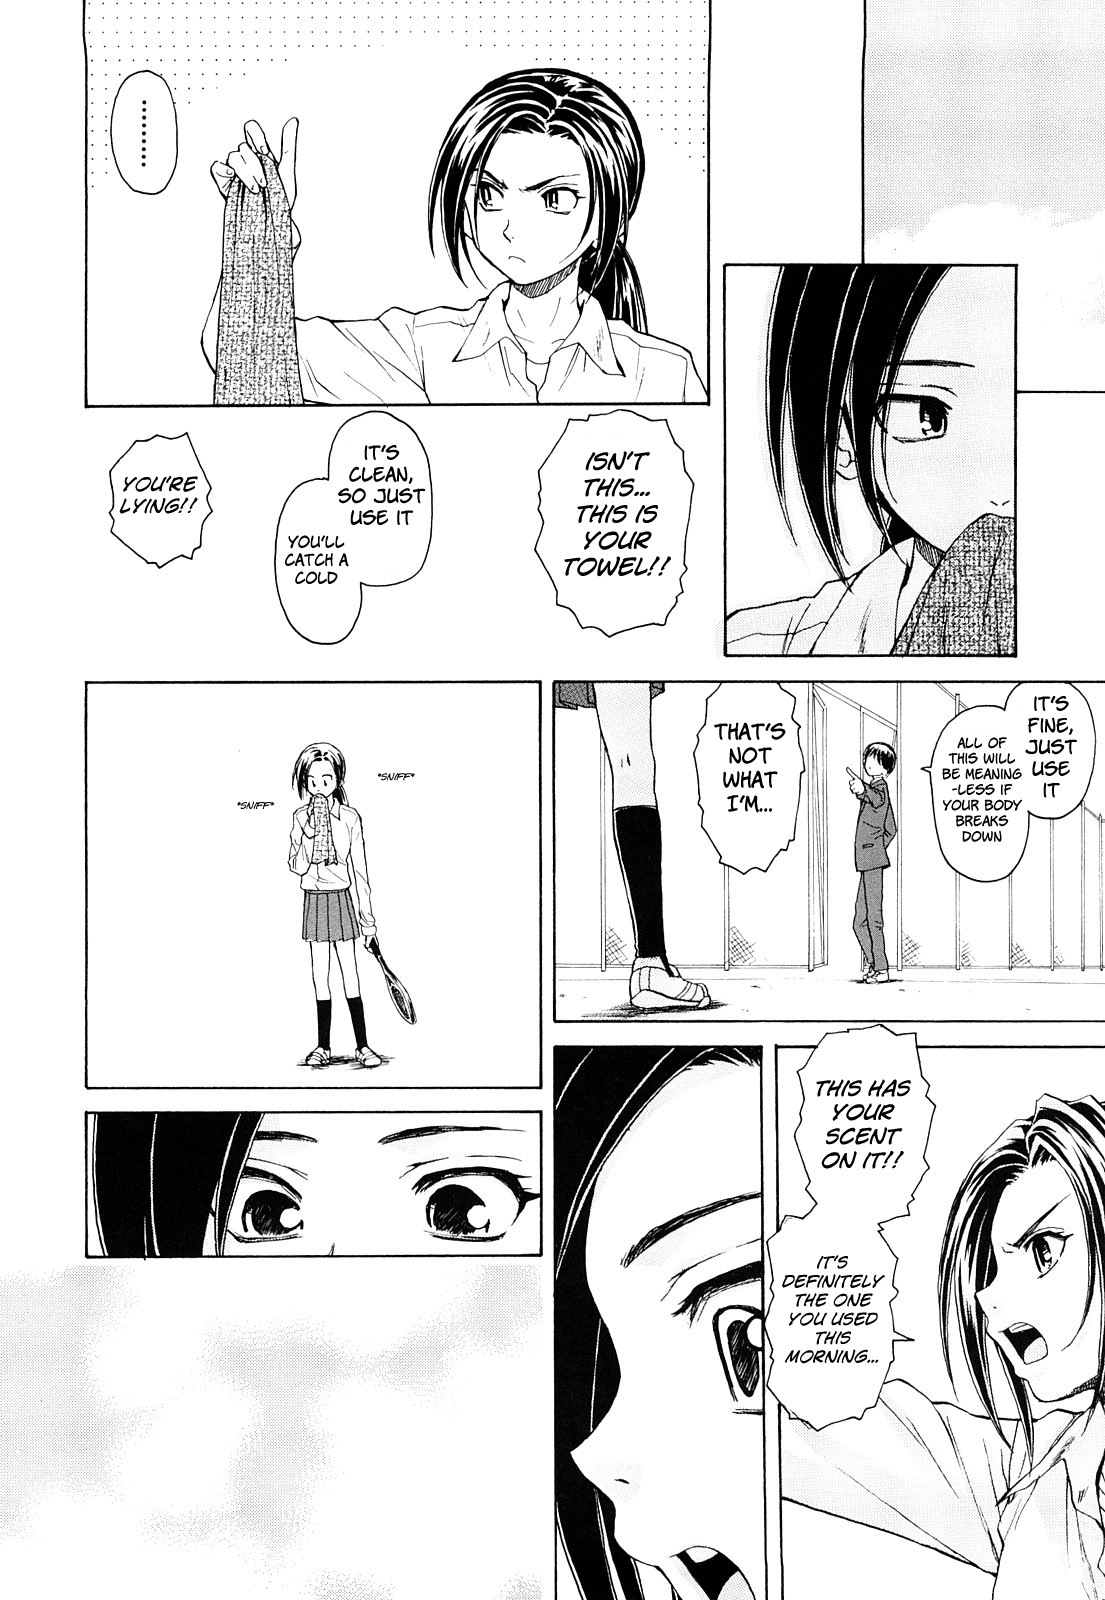 .........
ISN'T
THIS...
THIS IS
YOUR
TOWEL!!
IT'S
CLEAN,
SO JUST
USE IT
YOU'LL
CATCH A
COLD
YOU'RE
LYING!!
IT'S
FINE,
JUST
USE
IT
ALL OF
THIS WILL
BE MEANING
-LESS IF
YOUR BODY
BREAKS
DOWN
THAT'S
NOT
WHAT
I'M...
*SNIFF*
*SNIFF*
THIS HAS
YOUR
SCENT
ON IT!!
IT'S
DEFINITELY
THE ONE
YOU USED
THIS
MORNING...